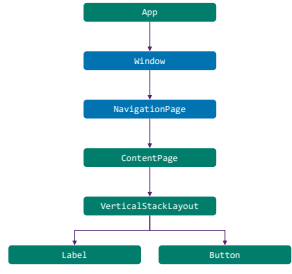 App
Window
NavigationPage
ContentPage
VerticalStackLayout
Label
Button